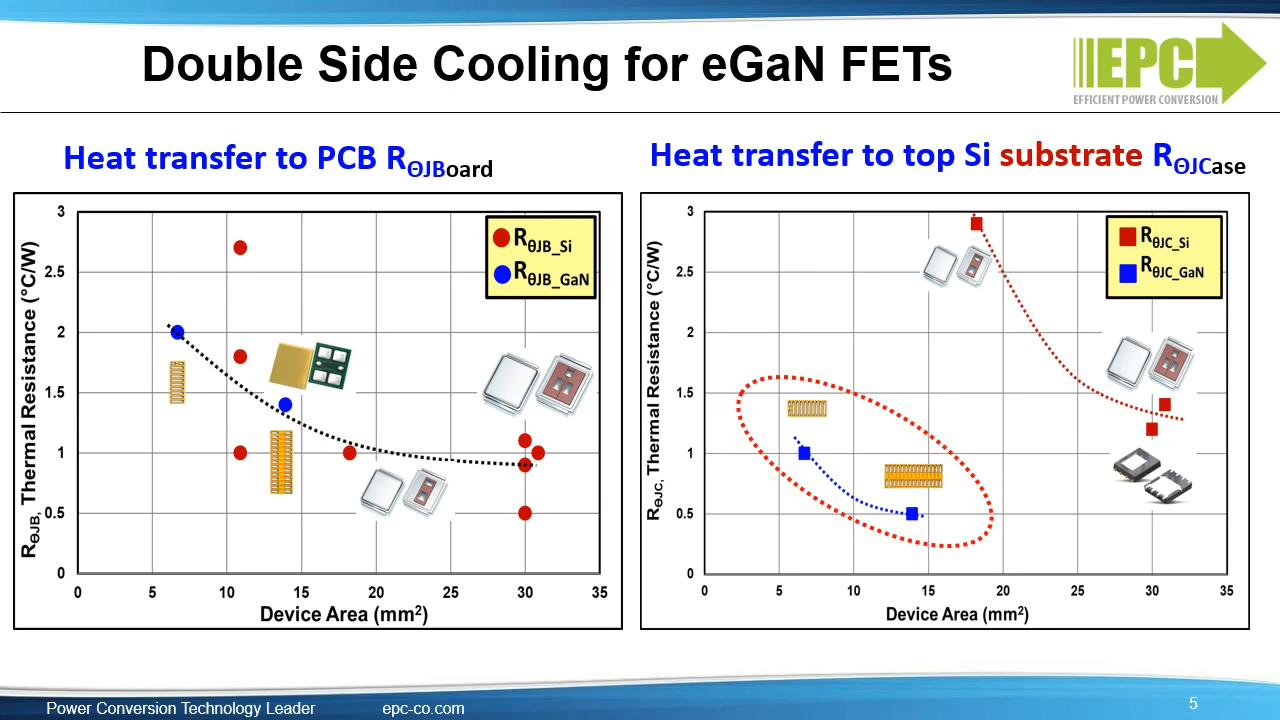 Double Side Cooling for eGaN FETs
EPC
EFFICIENT POWER CONVERSION
Heat transfer to PCB RΘJBoard
Heat transfer to top Si substrate RΘJCase
RΘJB, Thermal Resistance (°C/W)
3
2.5
2
1.5
1
0.5
0
0 5 10 15 20 25 30 35
Device Area (mm²)
RθJB_Si
RθJB_GaN
RΘJC, Thermal Resistance (°C/W)
3
2.5
2
1.5
1
0.5
0
0 5 10 15 20 25 30 35
Device Area (mm²)
RθJC_Si
RθJC_GaN
Power Conversion Technology Leader epc-co.com
5